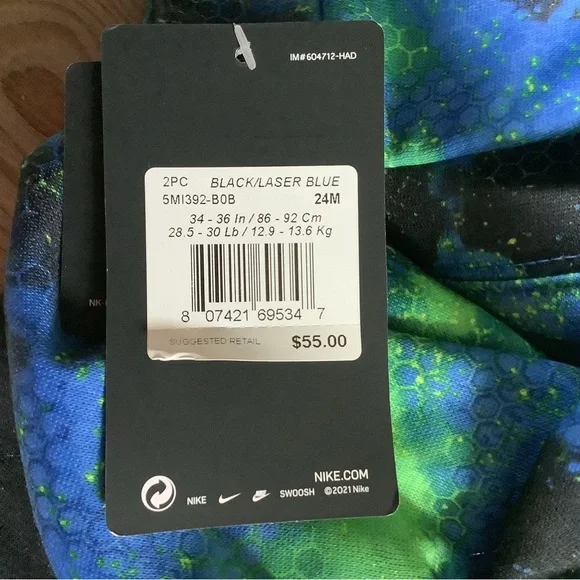 IM#604712-HAD
2PC BLACK/LASER BLUE
5MI392-B0B 24M
34 - 36 In / 86 - 92 Cm
28.5 - 30 Lb / 12.9 - 13.6 Kg
8 07421 69534 7
SUGGESTED RETAIL $55.00
NK-
NIKE.COM
NIKE SWOOSH ©2021 Nike